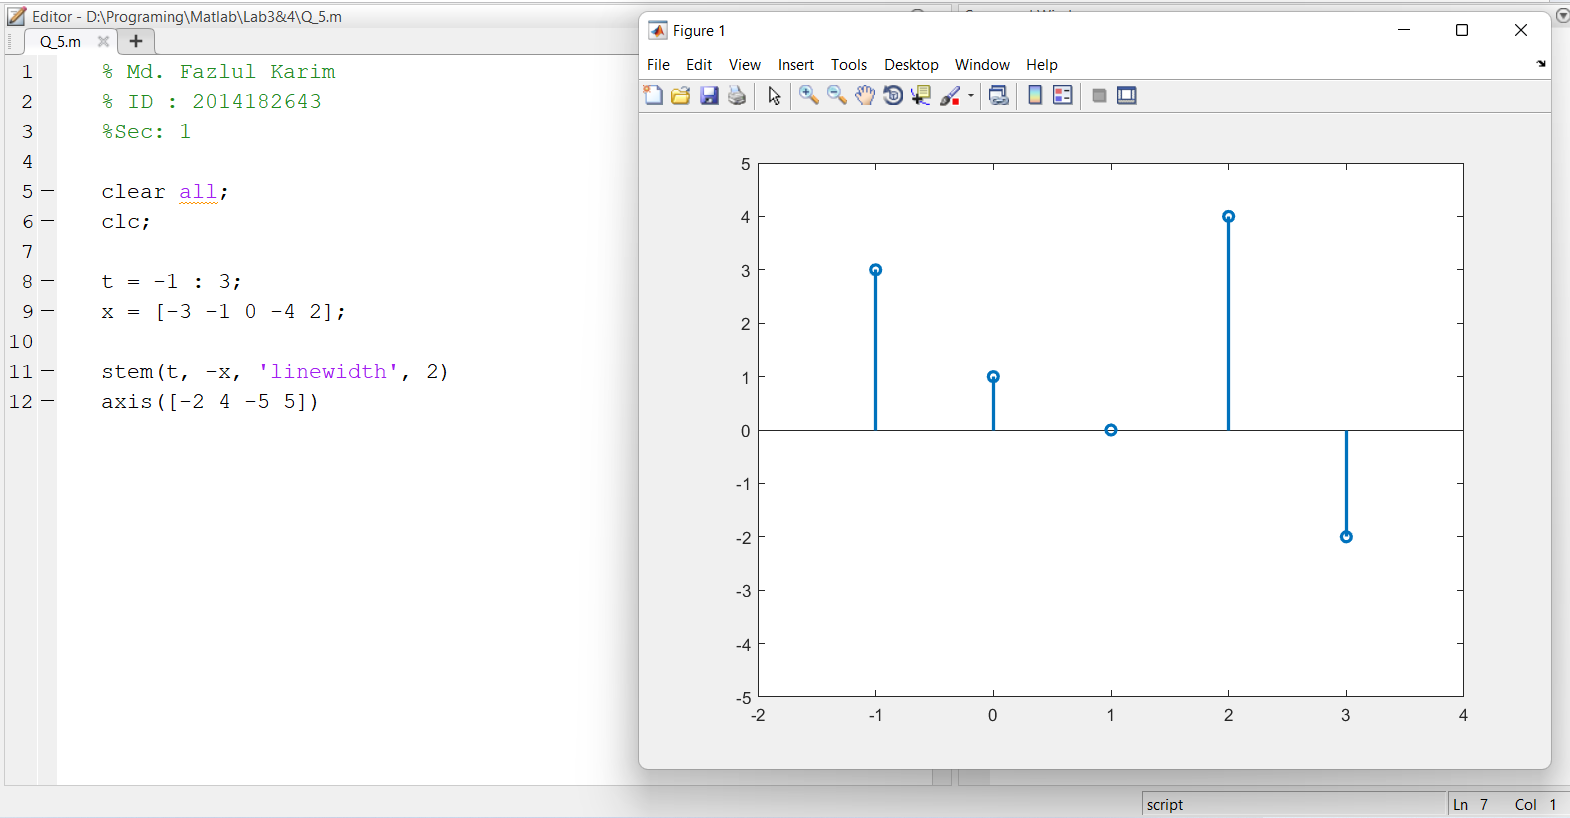 Editor - D:\Programing\Matlab\Lab3&4\Q_5.m
Q_5.m
1 % Md. Fazlul Karim
2 % ID : 2014182643
3 %Sec: 1
4
5 clear all;
6 clc;
7
8 t = -1 : 3;
9 x = [-3 -1 0 -4 2];
10
11 stem(t, -x, 'linewidth', 2)
12 axis([-2 4 -5 5])
Figure 1
File Edit View Insert Tools Desktop Window Help
5
4
3
2
1
0
-1
-2
-3
-4
-5
-2 -1 0 1 2 3 4
script
Ln 7 Col 1